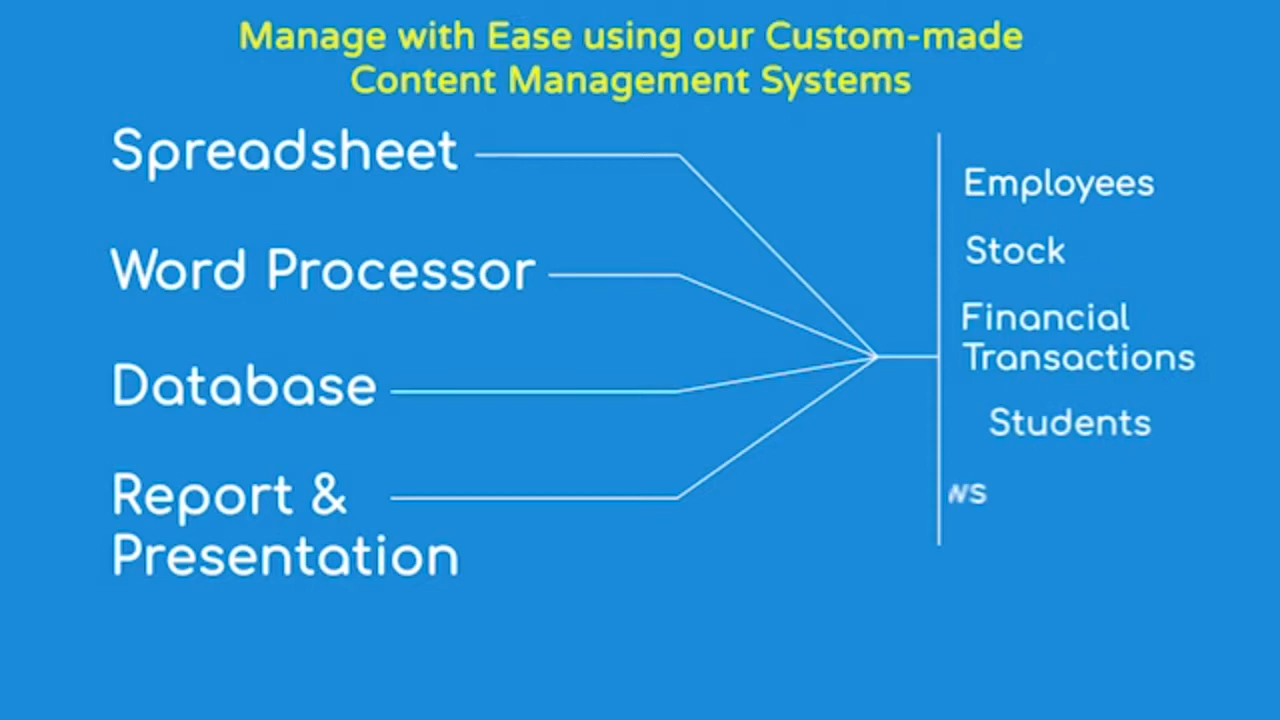 Manage with Ease using our Custom-made
Content Management Systems
Spreadsheet
Word Processor
Database
Report &
Presentation
Employees
Stock
Financial
Transactions
Students